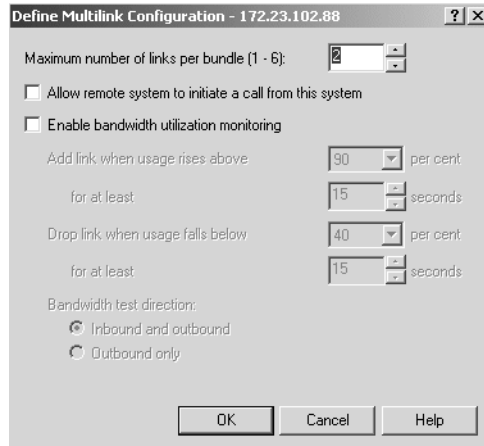 Define Multilink Configuration - 172.23.102.88
Maximum number of links per bundle (1 - 6): 2
Allow remote system to initiate a call from this system
Enable bandwidth utilization monitoring
Add link when usage rises above 90 per cent
for at least 15 seconds
Drop link when usage falls below 40 per cent
for at least 15 seconds
Bandwidth test direction:
Inbound and outbound
Outbound only
OK Cancel Help